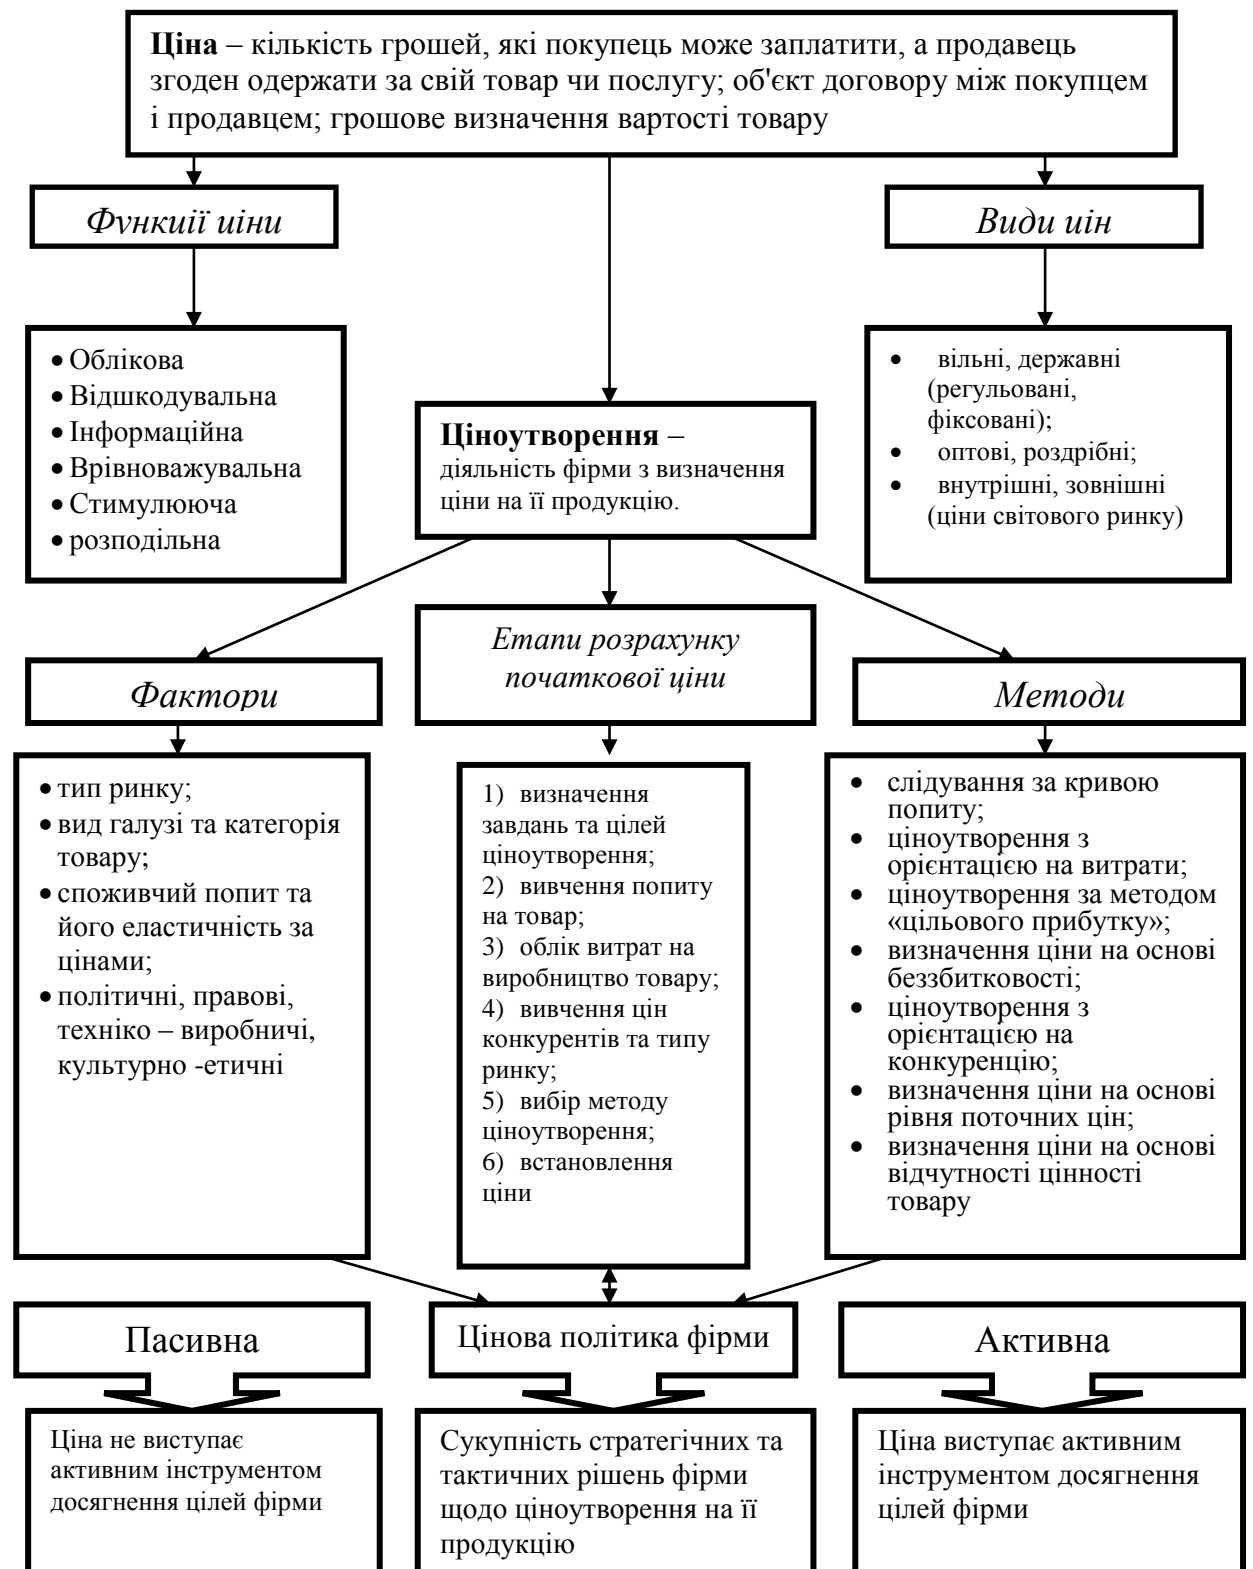 Ціна – кількість грошей, які покупець може заплатити, а продавець
згоден одержати за свій товар чи послугу; об'єкт договору між покупцем
і продавцем; грошове визначення вартості товару
Функції ціни
Види цін
• Облікова
• Відшкодувальна
• Інформаційна
• Врівноважувальна
• Стимулююча
• розподільна
Ціноутворення –
діяльність фірми з визначення
ціни на її продукцію.
• вільні, державні
(регульовані,
фіксовані);
• оптові, роздрібні;
• внутрішні, зовнішні
(ціни світового ринку)
Фактори
Етапи розрахунку
початкової ціни
Методи
• тип ринку;
• вид галузі та категорія
товару;
• споживчий попит та
його еластичність за
цінами;
• політичні, правові,
техніко – виробничі,
культурно -етичні
1) визначення
завдань та цілей
ціноутворення;
2) вивчення попиту
на товар;
3) облік витрат на
виробництво товару;
4) вивчення цін
конкурентів та типу
ринку;
5) вибір методу
ціноутворення;
6) встановлення
ціни
• слідування за кривою
попиту;
• ціноутворення з
орієнтацією на витрати;
• ціноутворення за методом
«цільового прибутку»;
• визначення ціни на основі
беззбитковості;
• ціноутворення з
орієнтацією на
конкуренцію;
• визначення ціни на основі
рівня поточних цін;
• визначення ціни на основі
відчутності цінності
товару
Пасивна
Цінова політика фірми
Активна
Ціна не виступає
активним інструментом
досягнення цілей фірми
Сукупність стратегічних та
тактичних рішень фірми
щодо ціноутворення на її
продукцію
Ціна виступає активним
інструментом досягнення
цілей фірми